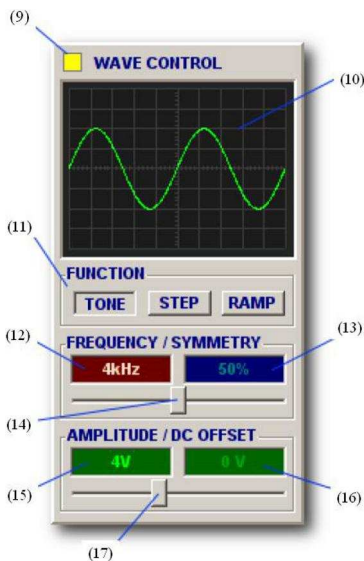 (9)
WAVE CONTROL
(10)
(11)
FUNCTION
TONE STEP RAMP
(12)
FREQUENCY / SYMMETRY
(13)
4kHz 50%
(14)
AMPLITUDE / DC OFFSET
4V 0 V
(15)
(16)
(17)